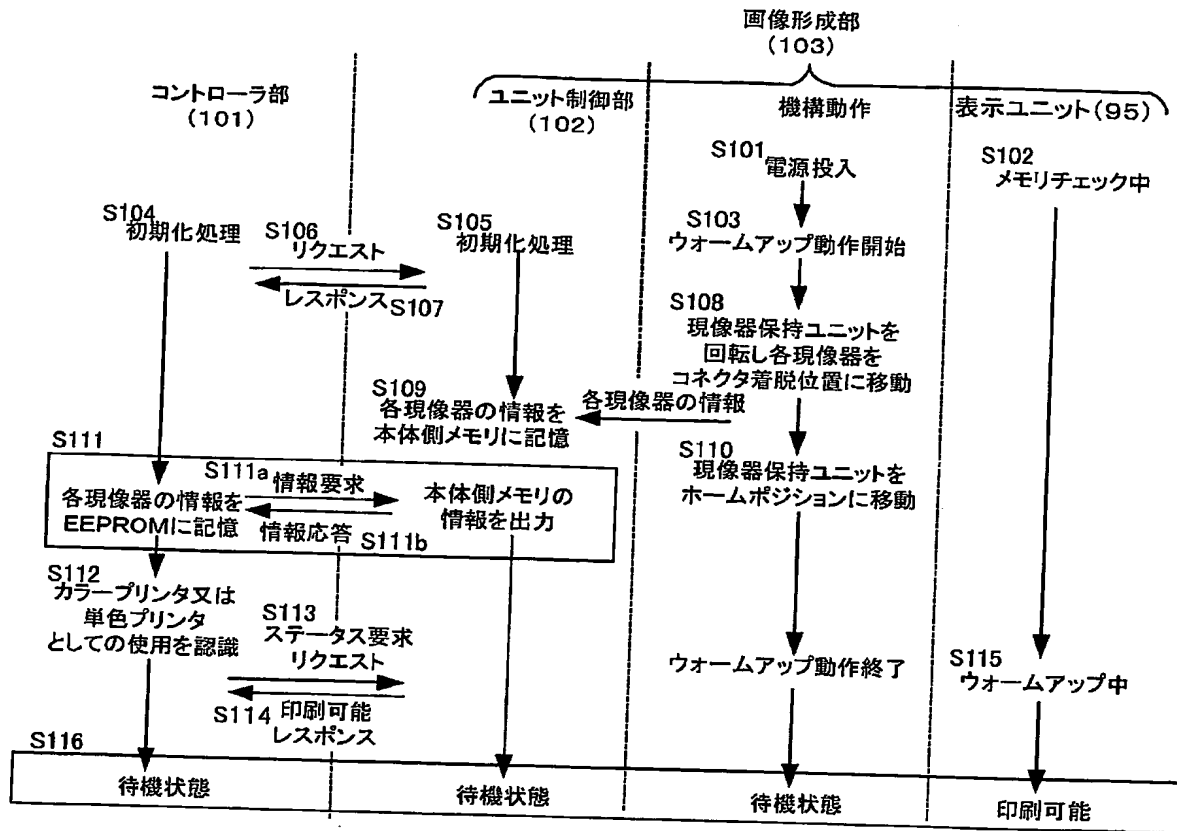 画像形成部
(103)
コントローラ部
(101)
ユニット制御部
(102)
機構動作
表示ユニット(95)
S101
電源投入
S102
メモリチェック中
S104
初期化処理
S106
リクエスト
レスポンス
S107
S105
初期化処理
S103
ウォームアップ動作開始
S108
現像器保持ユニットを
回転し各現像器を
コネクタ着脱位置に移動
S109
各現像器の情報を
本体側メモリに記憶
各現像器の情報
S110
現像器保持ユニットを
ホームポジションに移動
S111
S111a
情報要求
各現像器の情報を
EEPROMに記憶
情報応答
S111b
本体側メモリの
情報を出力
S112
カラープリンタ又は
単色プリンタ
としての使用を認識
S113
ステータス要求
リクエスト
S114
印刷可能
レスポンス
ウォームアップ動作終了
S115
ウォームアップ中
S116
待機状態
待機状態
待機状態
印刷可能